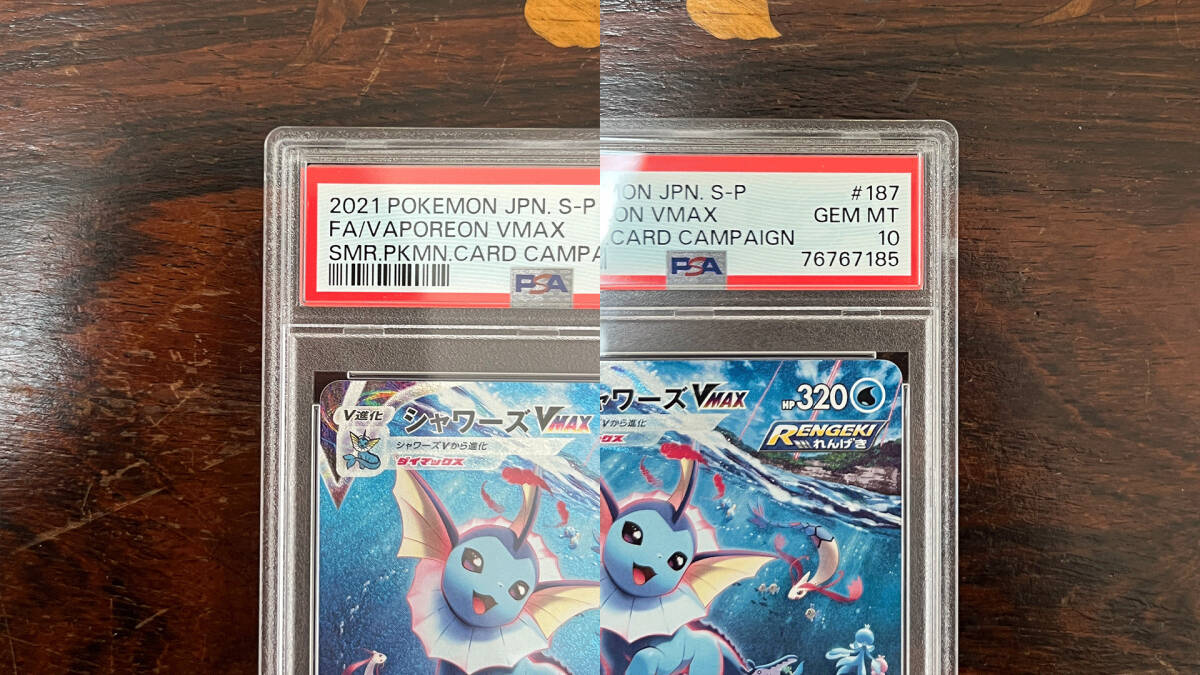 2021 POKEMON JPN. S-P
FA/VAPOREON VMAX
SMR.PKMN.CARD CAMPA
PSA
V進化
シャワーズVMAX
シャワーズVから進化
ダイマックス
MON JPN. S-P #187
ON VMAX GEM MT
.CARD CAMPAIGN 10
76767185
PSA
ワーズVMAX HP320
Vから進化
RENGEKI
れんげき
ックス